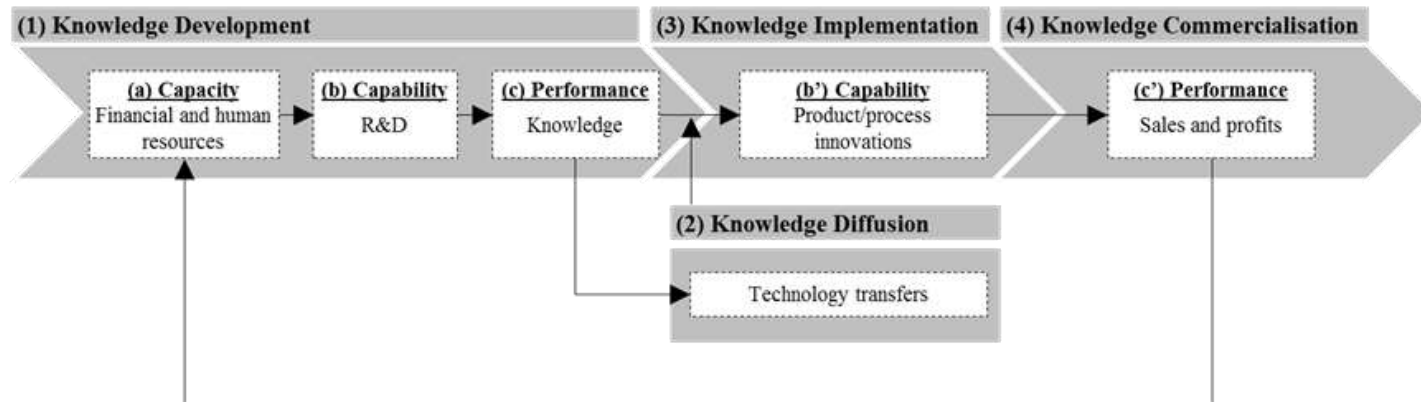 (1) Knowledge Development
(3) Knowledge Implementation
(4) Knowledge Commercialisation
(a) Capacity
Financial and human
resources
(b) Capability
R&D
(c) Performance
Knowledge
(b’) Capability
Product/process
innovations
(c’) Performance
Sales and profits
(2) Knowledge Diffusion
Technology transfers